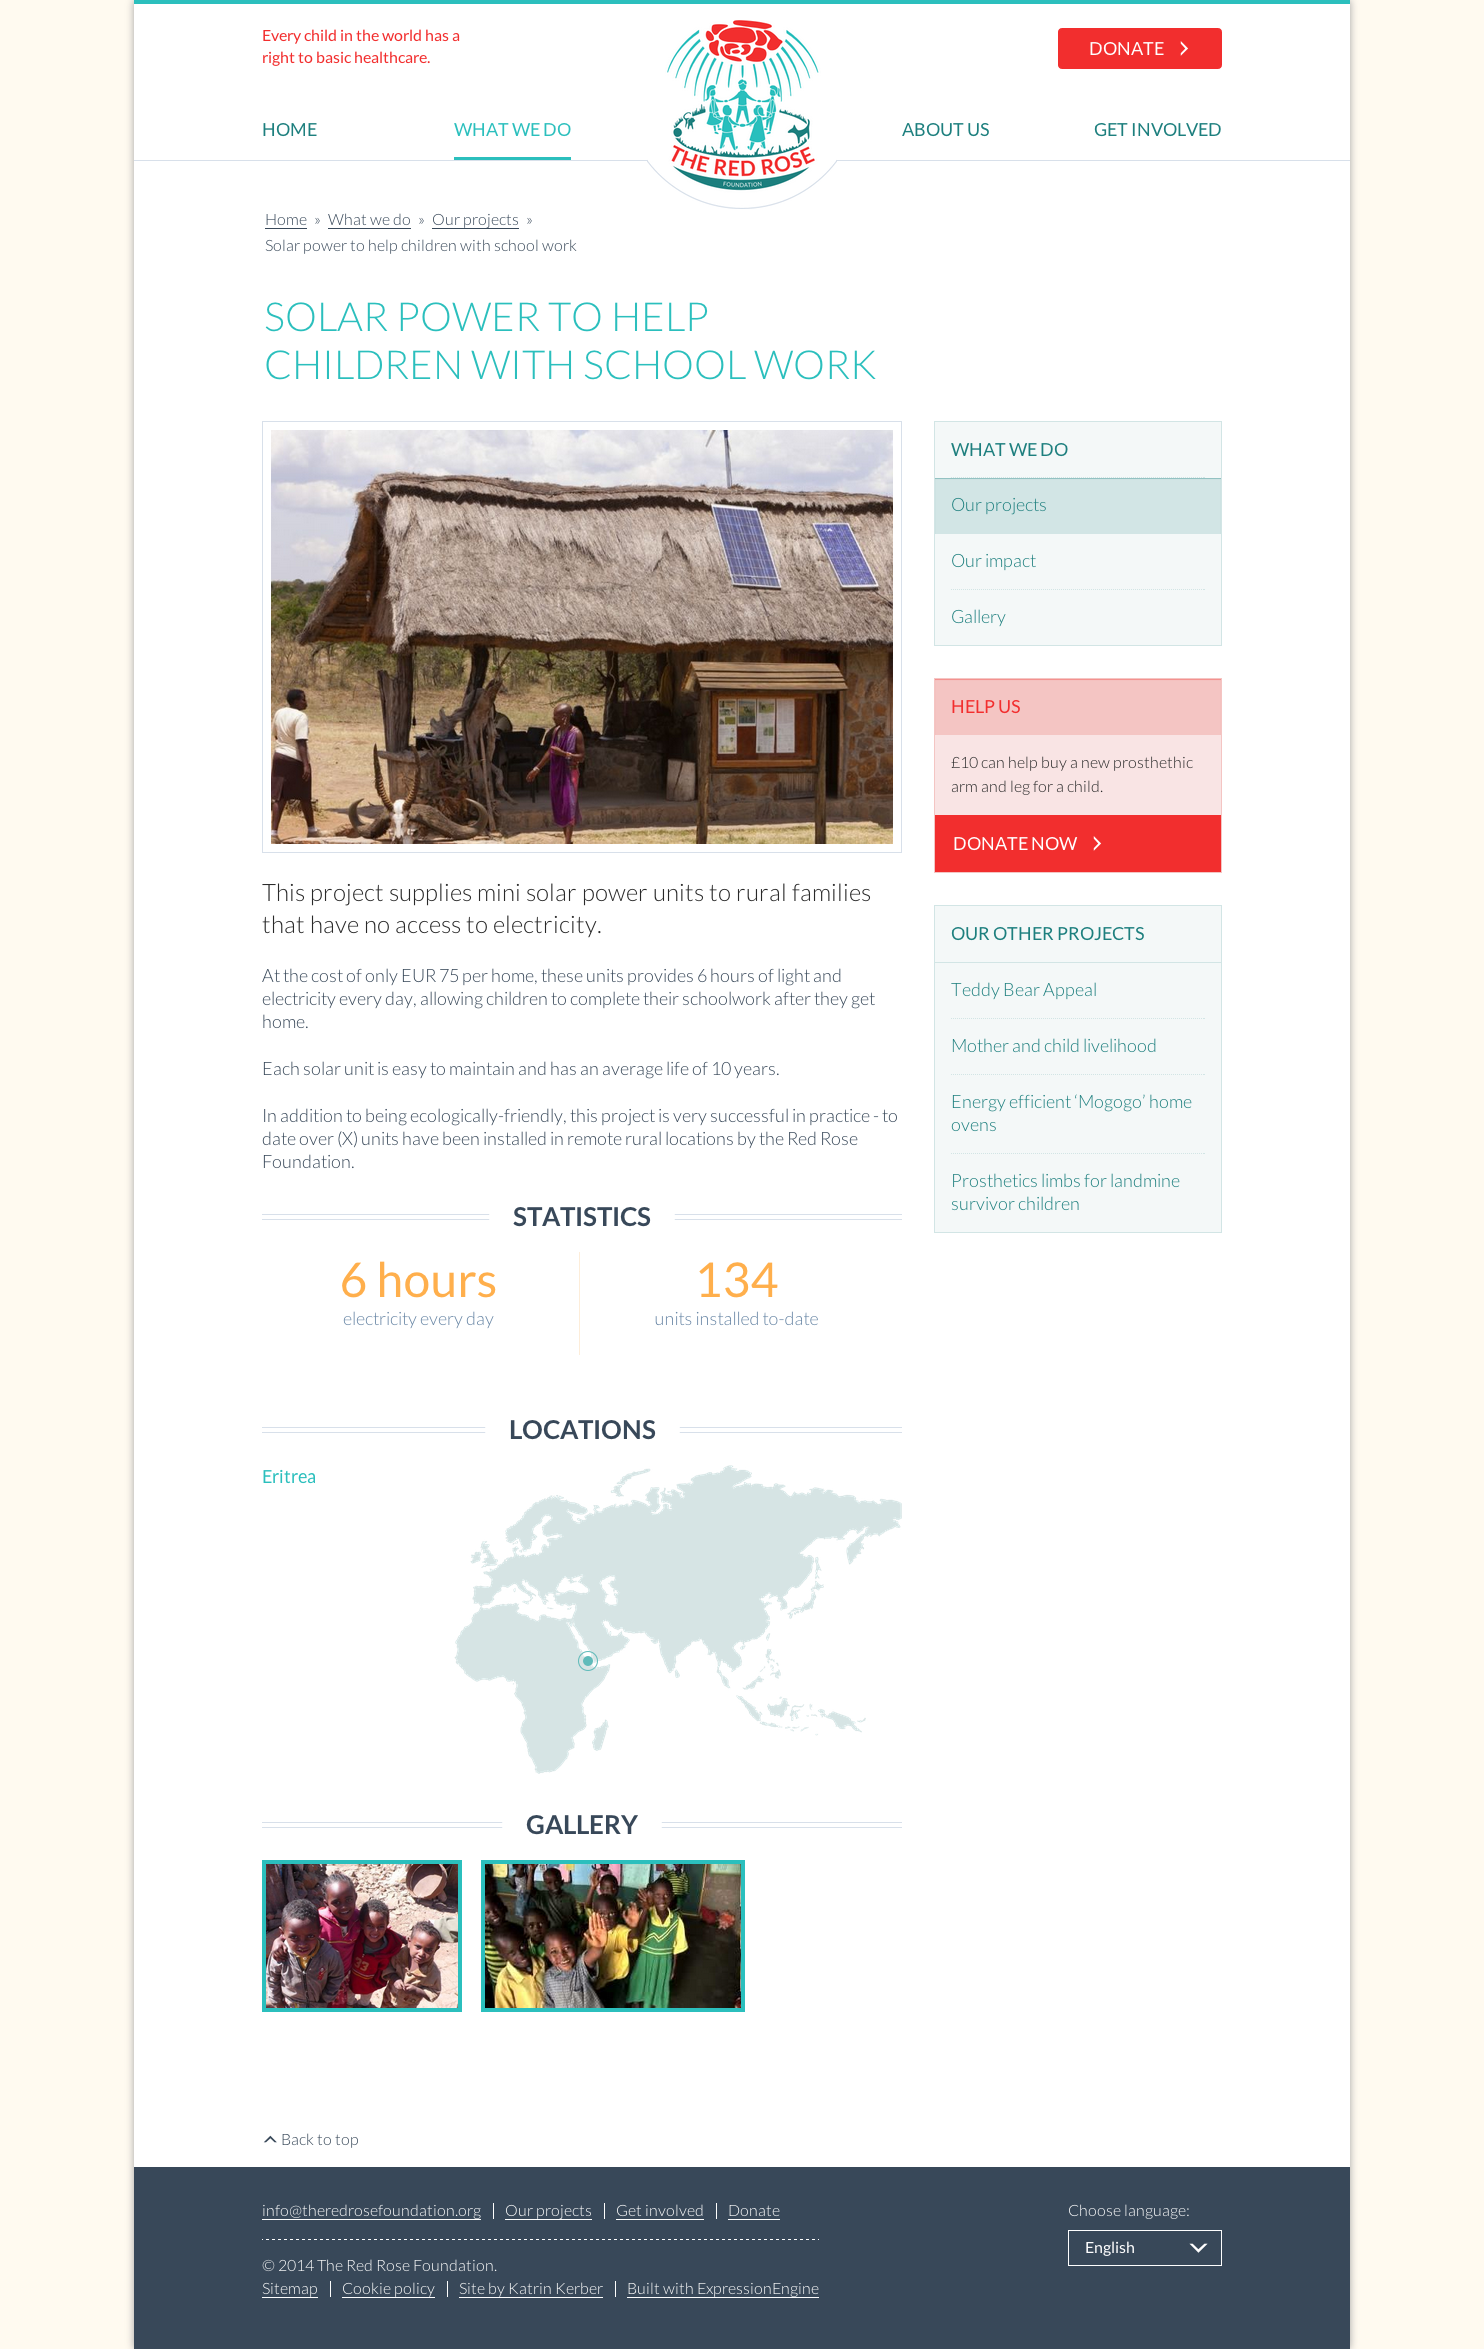 Every child in the world has a
right to basic healthcare.
DONATE
HOME
WHAT WE DO
THE RED ROSE
FOUNDATION
ABOUT US
GET INVOLVED
Home » What we do » Our projects »
Solar power to help children with school work
SOLAR POWER TO HELP
CHILDREN WITH SCHOOL WORK
This project supplies mini solar power units to rural families
that have no access to electricity.
At the cost of only EUR 75 per home, these units provides 6 hours of light and
electricity every day, allowing children to complete their schoolwork after they get
home.
Each solar unit is easy to maintain and has an average life of 10 years.
In addition to being ecologically-friendly, this project is very successful in practice - to
date over (X) units have been installed in remote rural locations by the Red Rose
Foundation.
STATISTICS
6 hours
electricity every day
134
units installed to-date
LOCATIONS
Eritrea
GALLERY
WHAT WE DO
Our projects
Our impact
Gallery
HELP US
£10 can help buy a new prosthethic
arm and leg for a child.
DONATE NOW
OUR OTHER PROJECTS
Teddy Bear Appeal
Mother and child livelihood
Energy efficient ‘Mogogo’ home
ovens
Prosthetics limbs for landmine
survivor children
Back to top
info@theredrosefoundation.org | Our projects | Get involved | Donate
© 2014 The Red Rose Foundation.
Sitemap | Cookie policy | Site by Katrin Kerber | Built with ExpressionEngine
Choose language:
English